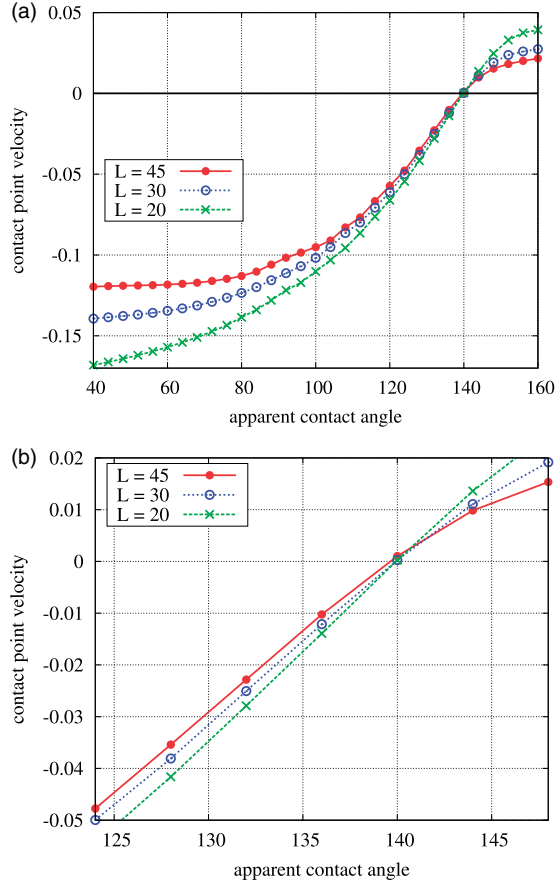 (a)
0.05
0
-0.05
-0.1
-0.15
contact point velocity
L = 45
L = 30
L = 20
40 60 80 100 120 140 160
apparent contact angle
(b)
0.02
0.01
0
-0.01
-0.02
-0.03
-0.04
-0.05
contact point velocity
L = 45
L = 30
L = 20
125 130 135 140 145
apparent contact angle